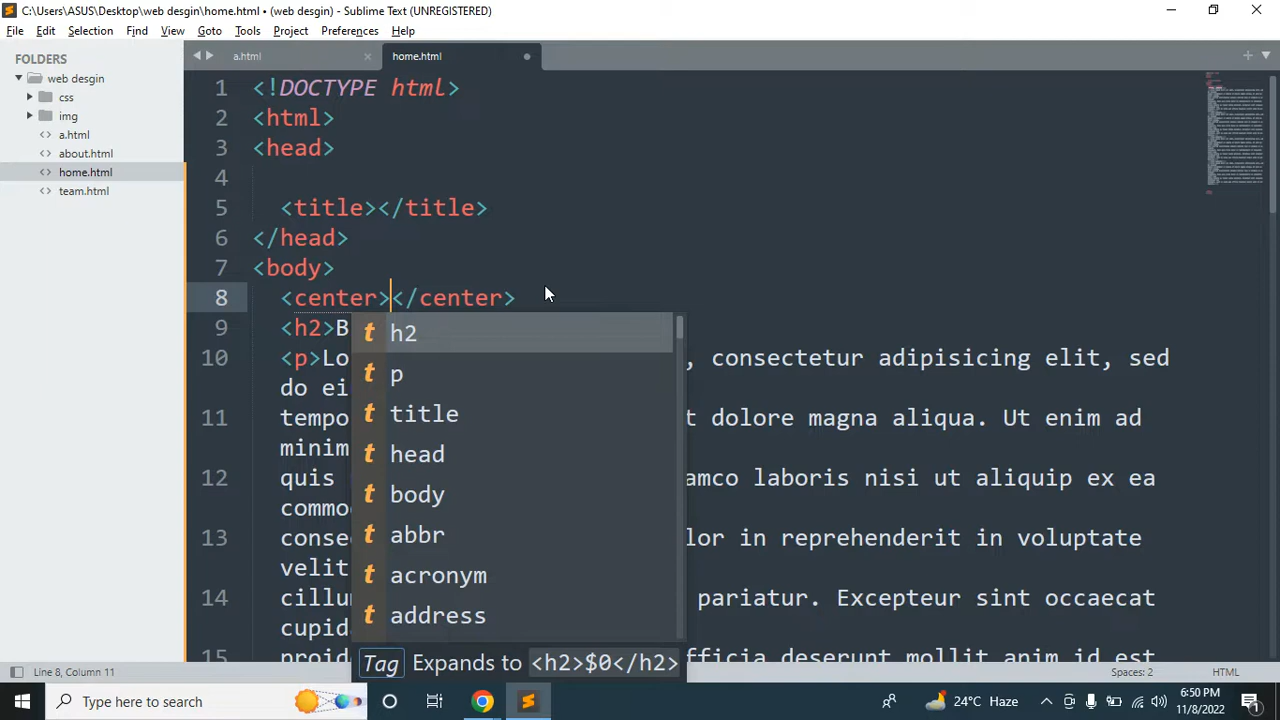 C:\Users\ASUS\Desktop\web desgin\home.html • (web desgin) - Sublime Text (UNREGISTERED)
File Edit Selection Find View Goto Tools Project Preferences Help
FOLDERS
web desgin
css
img
a.html
about.html
home.html
team.html
a.html home.html
1 <!DOCTYPE html>
2 <html>
3 <head>
4
5 <title></title>
6 </head>
7 <body>
8 <center></center>
9 <h2>B
10 <p>Lo , consectetur adipisicing elit, sed
do ei
11 tempo t dolore magna aliqua. Ut enim ad
minim
12 quis amco laboris nisi ut aliquip ex ea
commo
13 conse lor in reprehenderit in voluptate
velit
14 cillu pariatur. Excepteur sint occaecat
cupida
15 proid fficia deserunt mollit anim id est
t h2
t p
t title
t head
t body
t abbr
t acronym
t address
Tag Expands to <h2>$0</h2>
Line 8, Column 11 Spaces: 2 HTML
Type here to search
24°C Haze
6:50 PM
11/8/2022
1